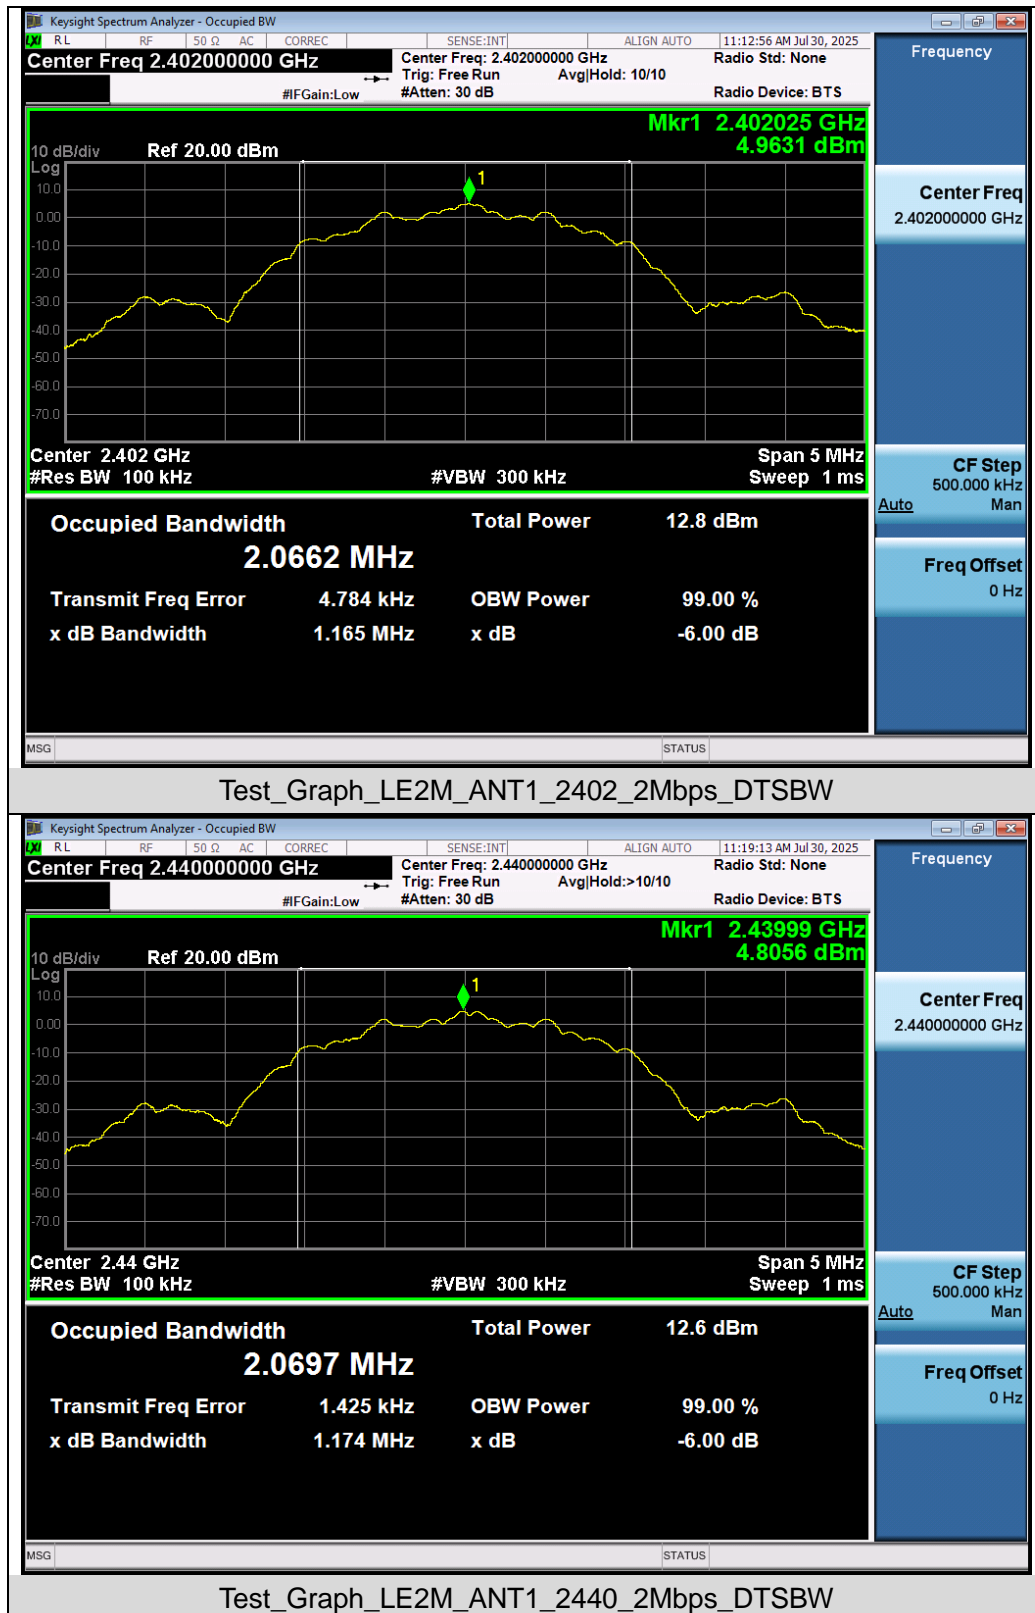 Keysight Spectrum Analyzer - Occupied BW
LXI RL RF 50 Ω AC CORREC SENSE:INT ALIGN AUTO 11:12:56 AM Jul 30, 2025
Center Freq 2.402000000 GHz Center Freq: 2.402000000 GHz Radio Std: None Frequency
Trig: Free Run Avg|Hold: 10/10
#IFGain:Low #Atten: 30 dB Radio Device: BTS
Mkr1 2.402025 GHz
10 dB/div Ref 20.00 dBm 4.9631 dBm
Log
1
10.0
0.00
-10.0
-20.0
-30.0
-40.0
-50.0
-60.0
-70.0
Center Freq
2.402000000 GHz
Center 2.402 GHz Span 5 MHz
#Res BW 100 kHz #VBW 300 kHz Sweep 1 ms
CF Step
500.000 kHz
Auto Man
Occupied Bandwidth Total Power 12.8 dBm
2.0662 MHz
Transmit Freq Error 4.784 kHz OBW Power 99.00 %
x dB Bandwidth 1.165 MHz x dB -6.00 dB
Freq Offset
0 Hz
MSG STATUS
Test_Graph_LE2M_ANT1_2402_2Mbps_DTSBW
Keysight Spectrum Analyzer - Occupied BW
LXI RL RF 50 Ω AC CORREC SENSE:INT ALIGN AUTO 11:19:13 AM Jul 30, 2025
Center Freq 2.440000000 GHz Center Freq: 2.440000000 GHz Radio Std: None Frequency
Trig: Free Run Avg|Hold:>10/10
#IFGain:Low #Atten: 30 dB Radio Device: BTS
Mkr1 2.43999 GHz
10 dB/div Ref 20.00 dBm 4.8056 dBm
Log
1
10.0
0.00
-10.0
-20.0
-30.0
-40.0
-50.0
-60.0
-70.0
Center Freq
2.440000000 GHz
Center 2.44 GHz Span 5 MHz
#Res BW 100 kHz #VBW 300 kHz Sweep 1 ms
CF Step
500.000 kHz
Auto Man
Occupied Bandwidth Total Power 12.6 dBm
2.0697 MHz
Transmit Freq Error 1.425 kHz OBW Power 99.00 %
x dB Bandwidth 1.174 MHz x dB -6.00 dB
Freq Offset
0 Hz
MSG STATUS
Test_Graph_LE2M_ANT1_2440_2Mbps_DTSBW